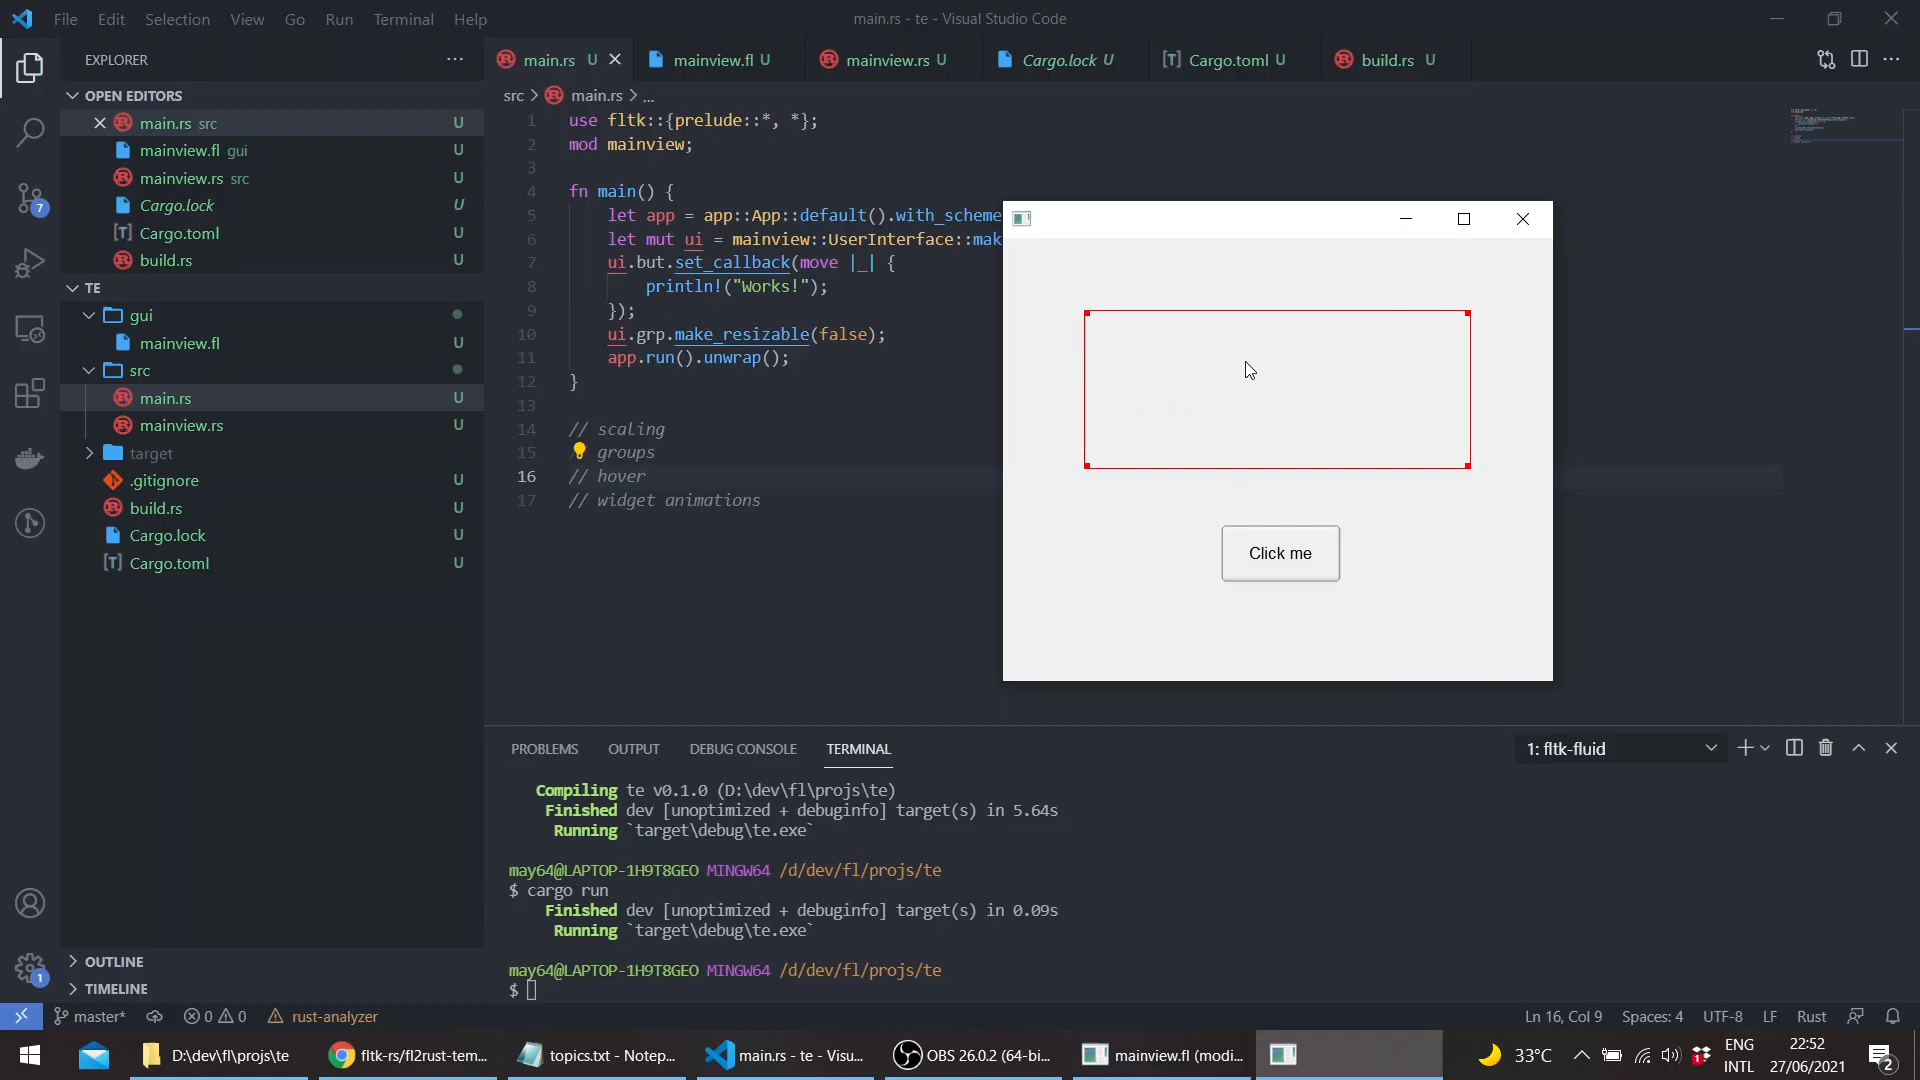 File Edit Selection View Go Run Terminal Help
main.rs - te - Visual Studio Code
EXPLORER
OPEN EDITORS
main.rs src U
mainview.fl gui U
mainview.rs src U
Cargo.lock U
Cargo.toml U
build.rs U
TE
gui
mainview.fl U
src
main.rs U
mainview.rs U
target
.gitignore U
build.rs U
Cargo.lock U
Cargo.toml U
OUTLINE
TIMELINE
main.rs U mainview.fl U mainview.rs U Cargo.lock U Cargo.toml U build.rs U
src > main.rs > ...
1 use fltk::{prelude::*, *};
2 mod mainview;
3
4 fn main() {
5 let app = app::App::default().with_scheme
6 let mut ui = mainview::UserInterface::mak
7 ui.but.set_callback(move |_| {
8 println!("Works!");
9 });
10 ui.grp.make_resizable(false);
11 app.run().unwrap();
12 }
13
14 // scaling
15 // groups
16 // hover
17 // widget animations
Click me
PROBLEMS OUTPUT DEBUG CONSOLE TERMINAL
1: fltk-fluid
Compiling te v0.1.0 (D:\dev\fl\projs\te)
Finished dev [unoptimized + debuginfo] target(s) in 5.64s
Running `target\debug\te.exe`
may64@LAPTOP-1H9T8GEO MINGW64 /d/dev/fl/projs/te
$ cargo run
Finished dev [unoptimized + debuginfo] target(s) in 0.09s
Running `target\debug\te.exe`
may64@LAPTOP-1H9T8GEO MINGW64 /d/dev/fl/projs/te
$
7
1
master* 0 0 rust-analyzer
Ln 16, Col 9 Spaces: 4 UTF-8 LF Rust
D:\dev\fl\projs\te
fltk-rs/fl2rust-tem...
topics.txt - Notep...
main.rs - te - Visu...
OBS 26.0.2 (64-bi...
mainview.fl (modi...
33°C
1
ENG
INTL
22:52
27/06/2021
2